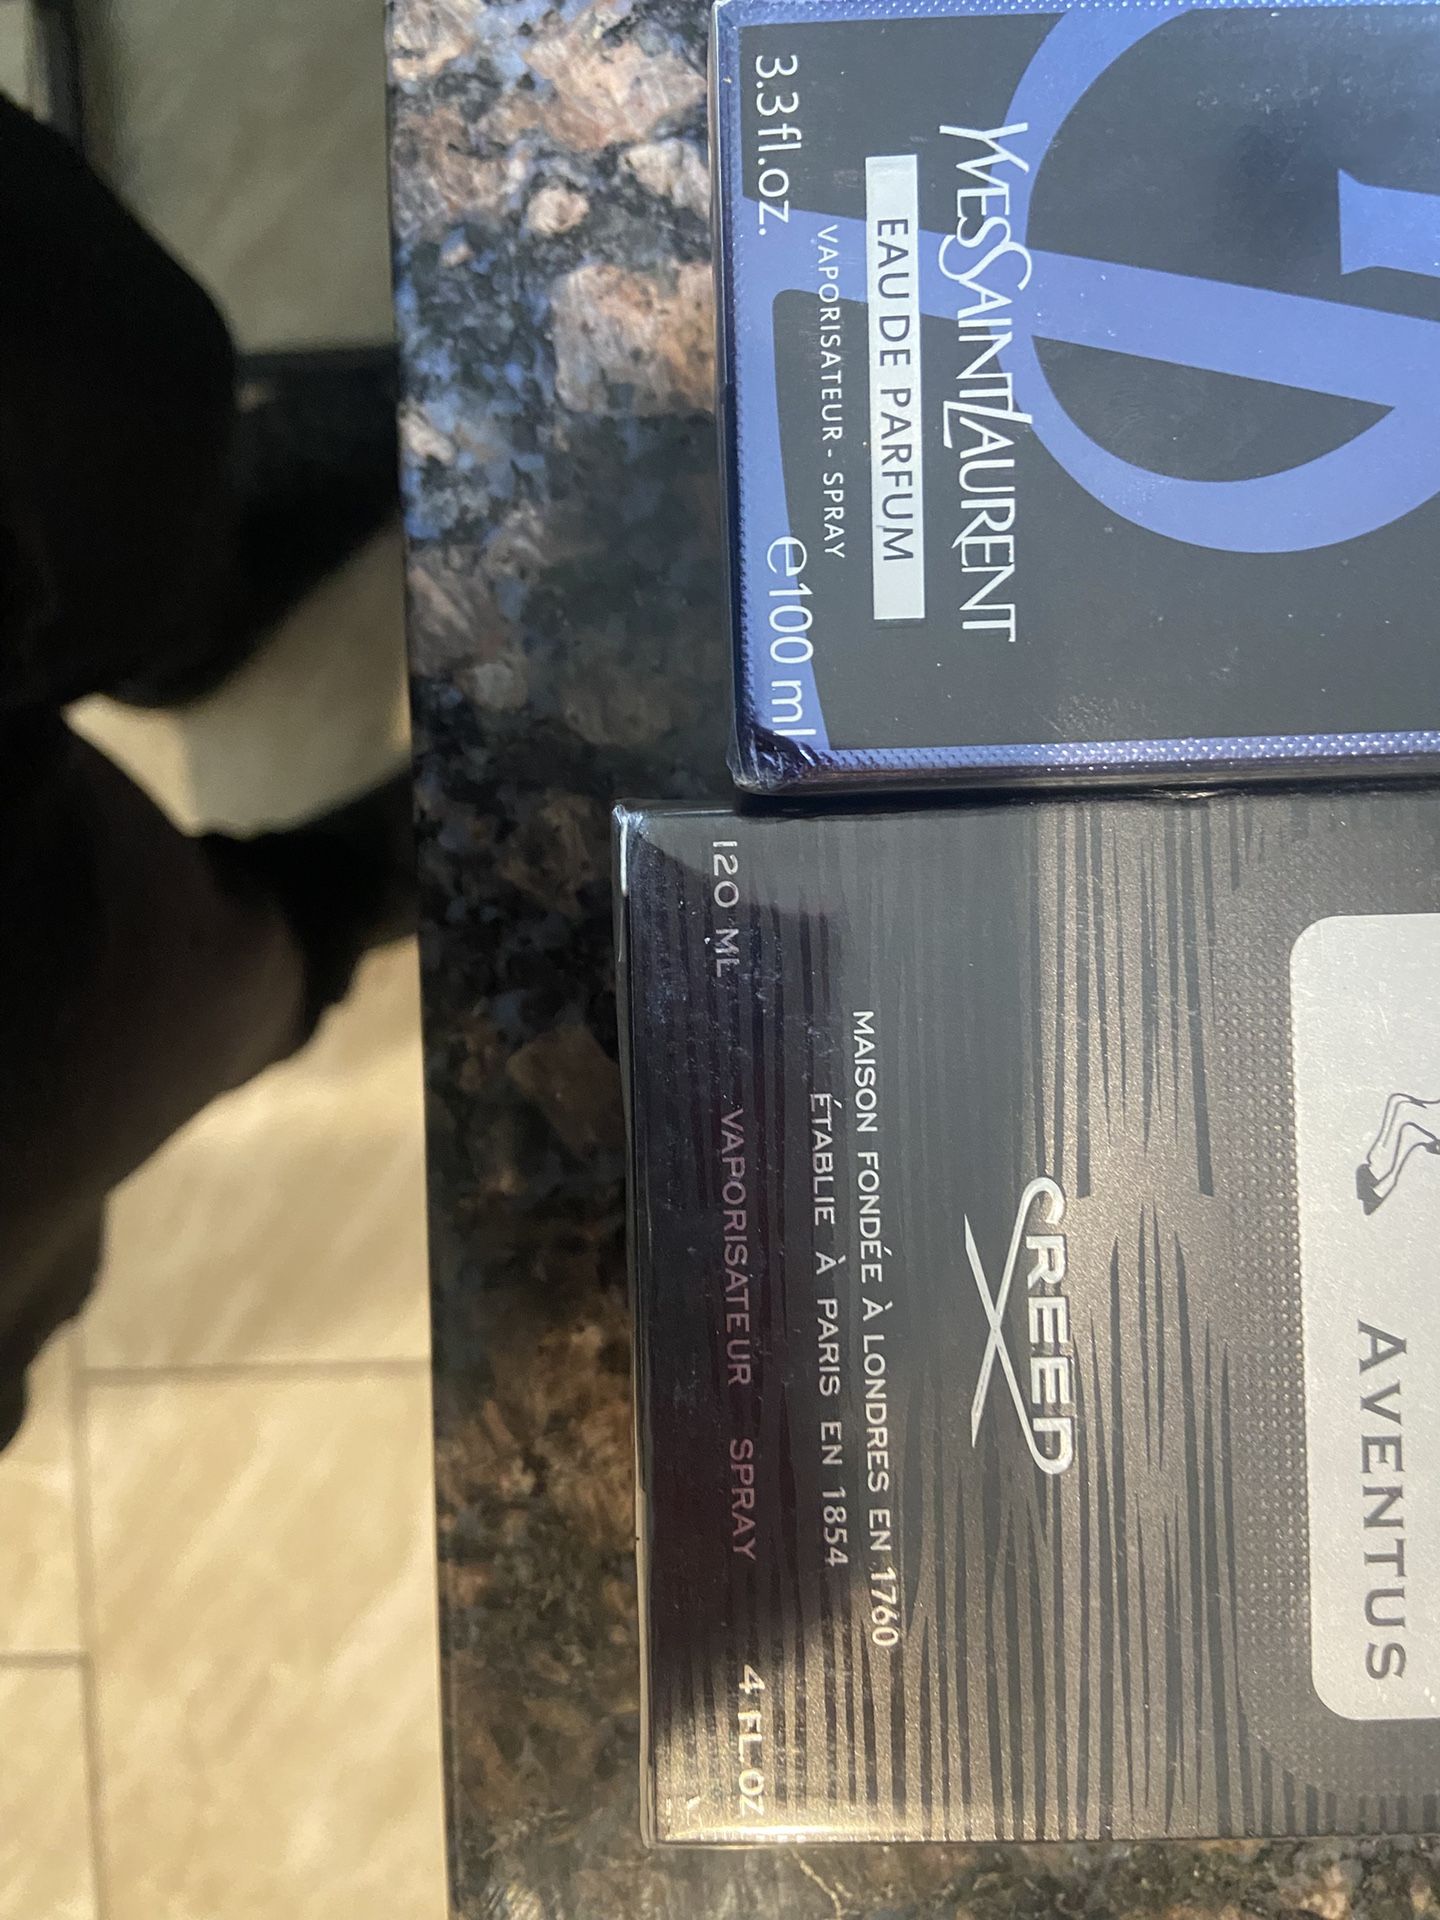 YVESSAINTLAURENT
EAU DE PARFUM
VAPORISATEUR - SPRAY
3.3 fl.oz. e100 ml
AVENTUS
CREED
MAISON FONDÉE À LONDRES EN 1760
ÉTABLIE À PARIS EN 1854
120 ML VAPORISATEUR SPRAY 4 FL.OZ